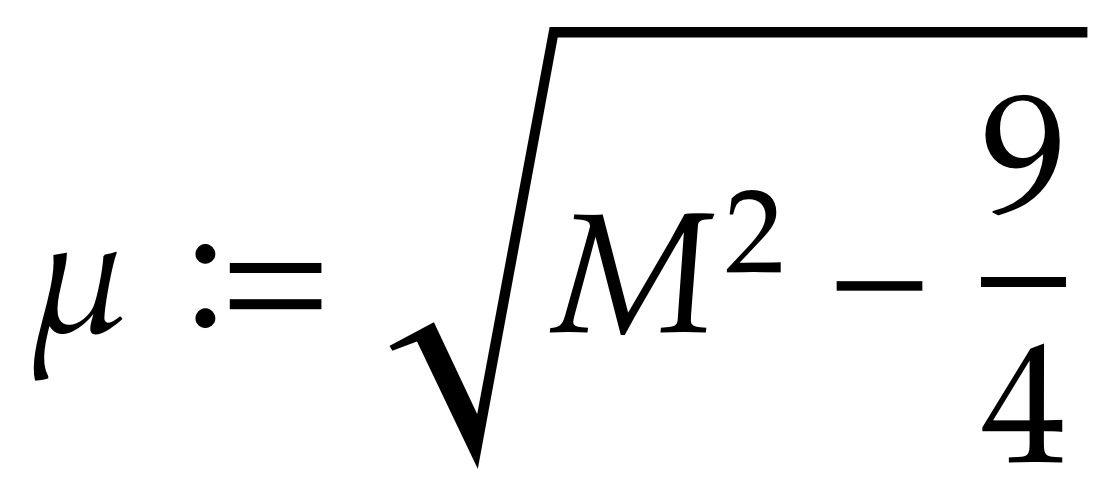 μ := √(M² − 9/4)